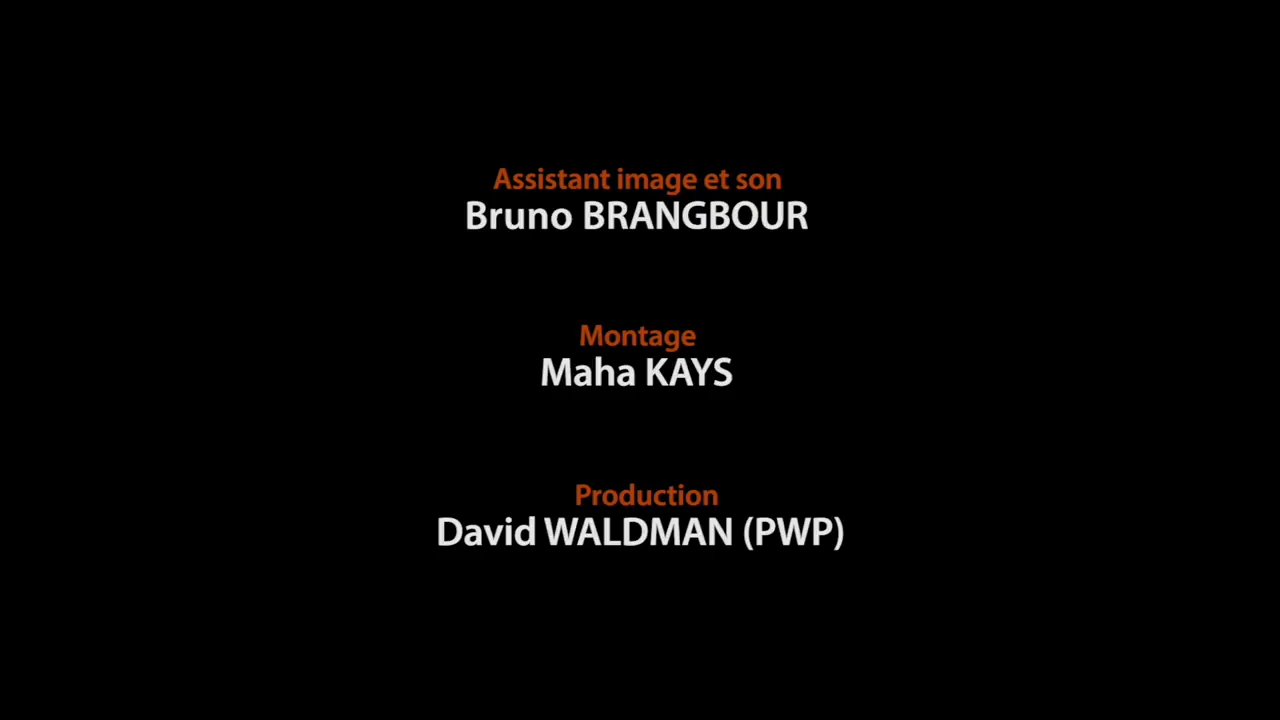 Assistant image et son
Bruno BRANGBOUR
Montage
Maha KAYS
Production
David WALDMAN (PWP)